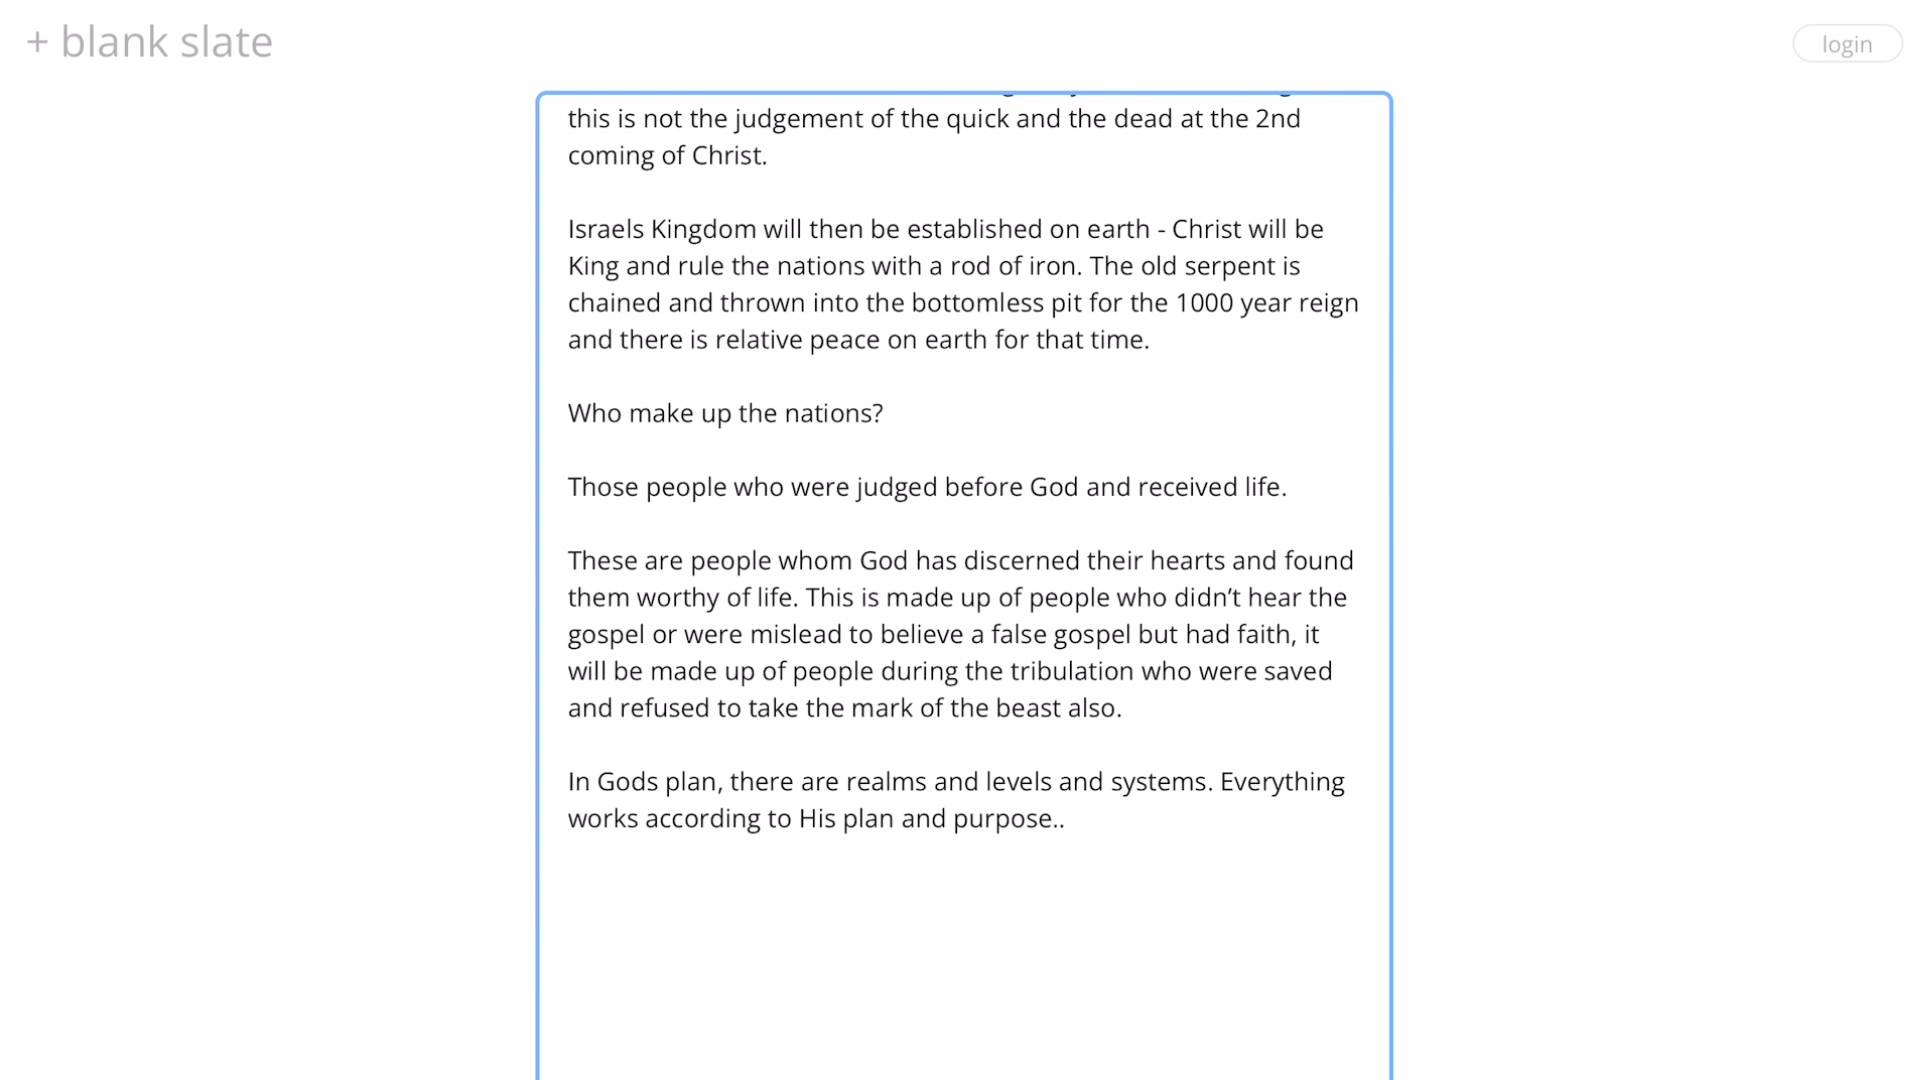 + blank slate
login
this is not the judgement of the quick and the dead at the 2nd
coming of Christ.
Israels Kingdom will then be established on earth - Christ will be
King and rule the nations with a rod of iron. The old serpent is
chained and thrown into the bottomless pit for the 1000 year reign
and there is relative peace on earth for that time.
Who make up the nations?
Those people who were judged before God and received life.
These are people whom God has discerned their hearts and found
them worthy of life. This is made up of people who didn’t hear the
gospel or were mislead to believe a false gospel but had faith, it
will be made up of people during the tribulation who were saved
and refused to take the mark of the beast also.
In Gods plan, there are realms and levels and systems. Everything
works according to His plan and purpose..